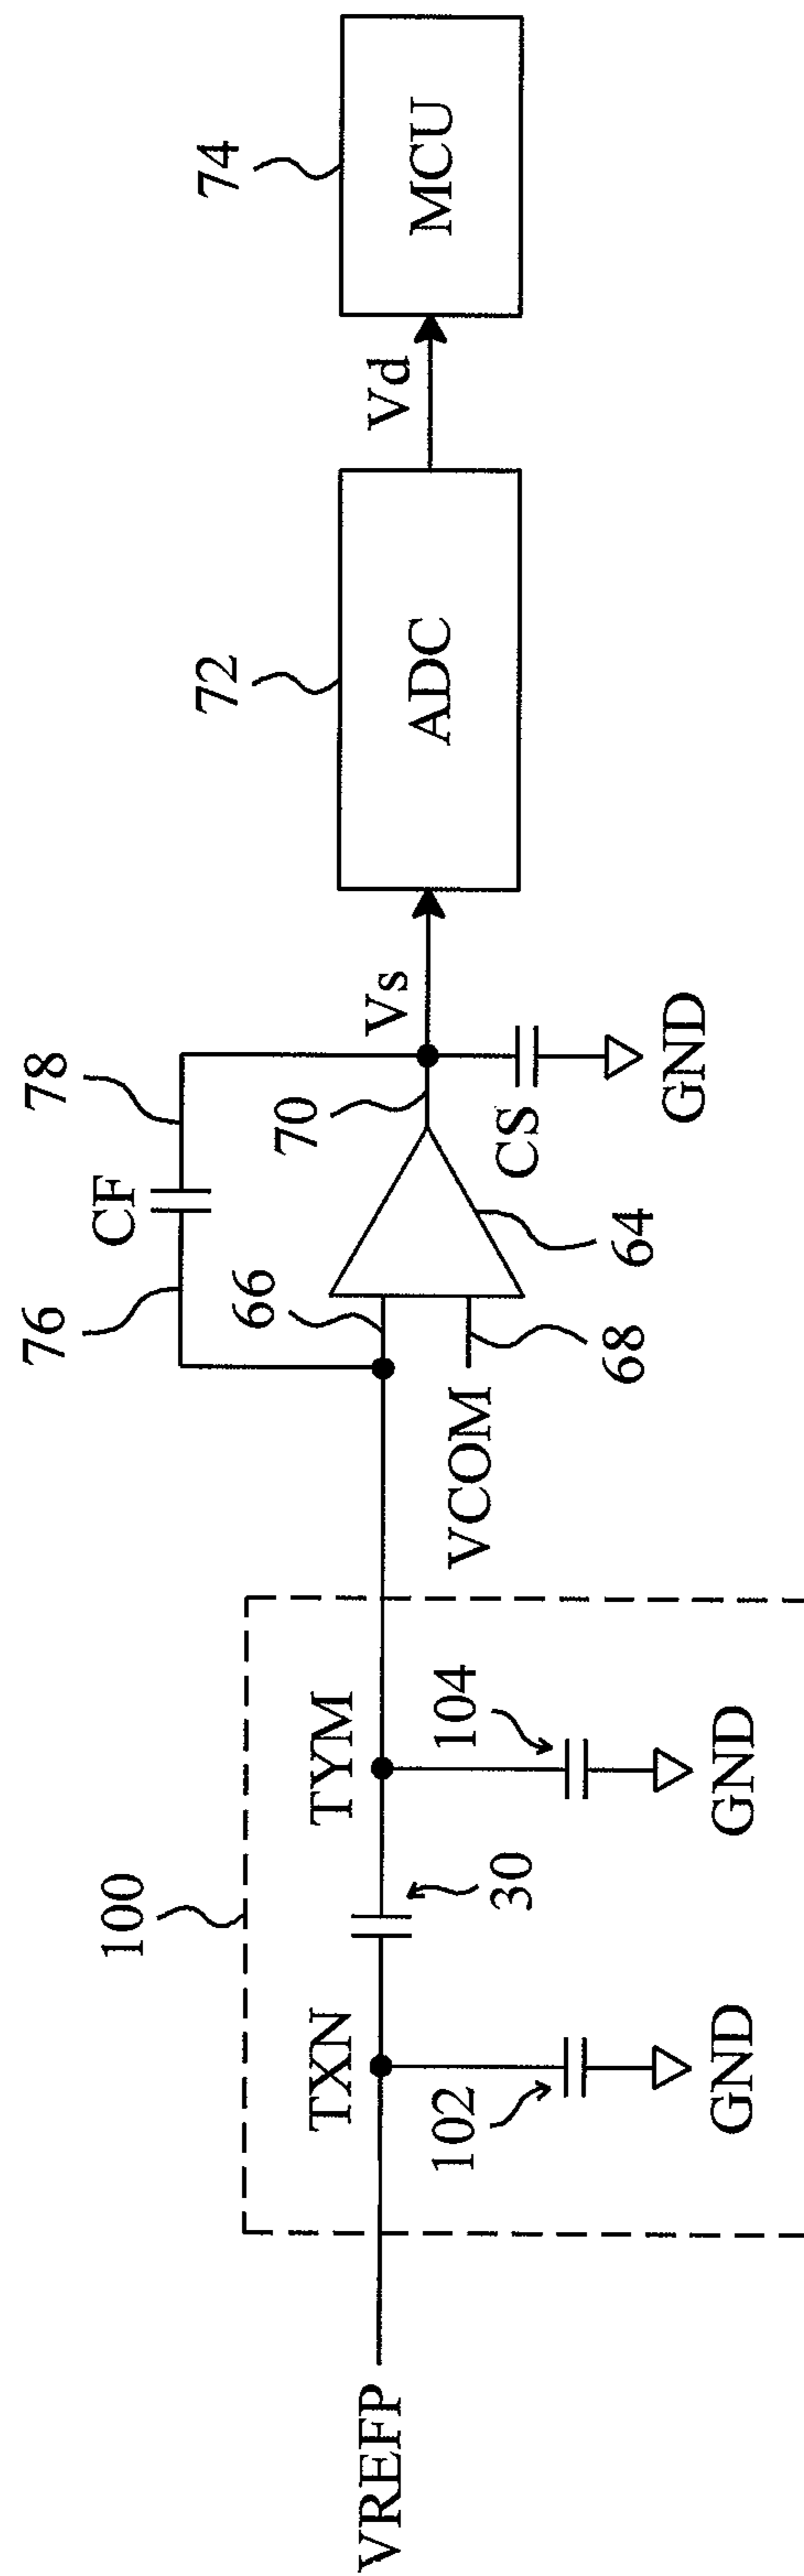 100
VREFP
TXN
102
GND
30
TYM
104
GND
VCOM
76
CF
78
66
68
64
70
CS
GND
Vs
72
ADC
Vd
74
MCU